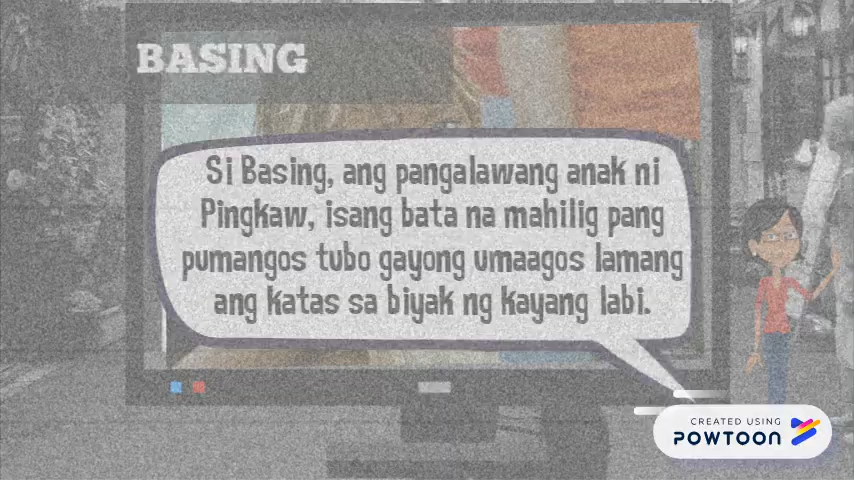 BASING
Si Basing, ang pangalawang anak ni
Pingkaw, isang bata na mahilig pang
pumangos tubo gayong umaagos lamang
ang katas sa biyak ng kayang labi.
CREATED USING
POWTOON